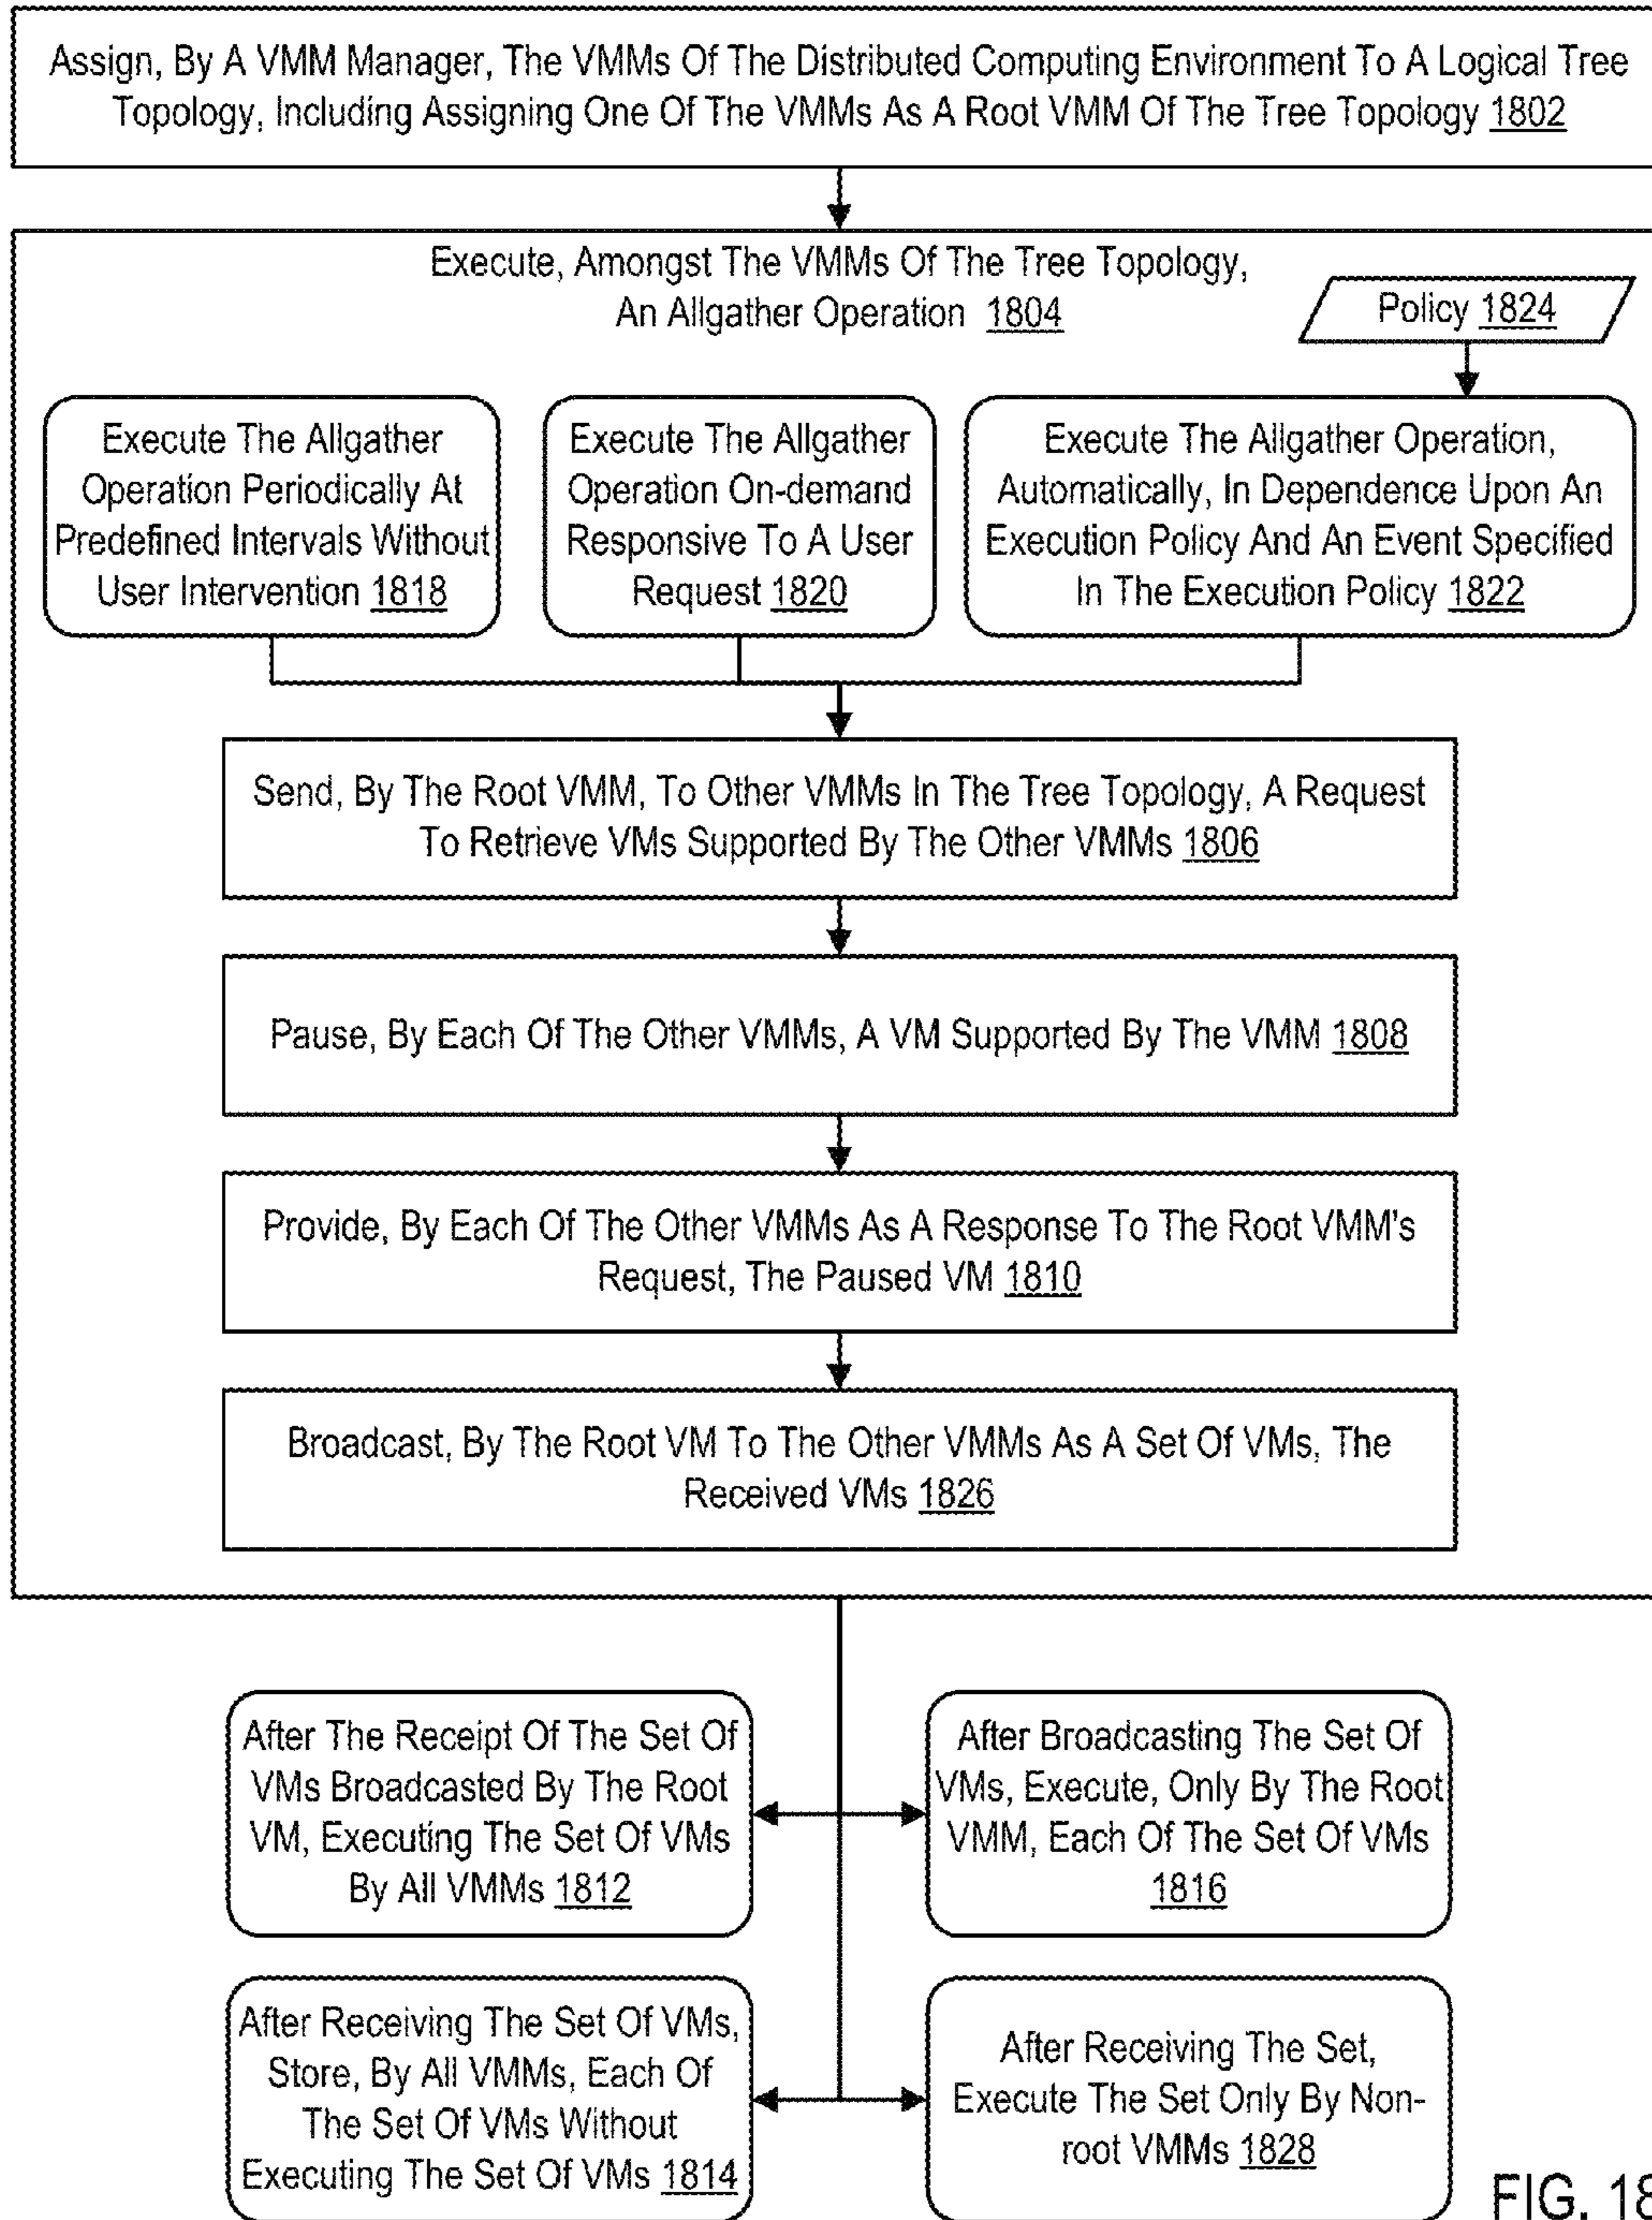 Assign, By A VMM Manager, The VMMs Of The Distributed Computing Environment To A Logical Tree
Topology, Including Assigning One Of The VMMs As A Root VMM Of The Tree Topology 1802
Execute, Amongst The VMMs Of The Tree Topology,
An Allgather Operation 1804
Policy 1824
Execute The Allgather
Operation Periodically At
Predefined Intervals Without
User Intervention 1818
Execute The Allgather
Operation On-demand
Responsive To A User
Request 1820
Execute The Allgather Operation,
Automatically, In Dependence Upon An
Execution Policy And An Event Specified
In The Execution Policy 1822
Send, By The Root VMM, To Other VMMs In The Tree Topology, A Request
To Retrieve VMs Supported By The Other VMMs 1806
Pause, By Each Of The Other VMMs, A VM Supported By The VMM 1808
Provide, By Each Of The Other VMMs As A Response To The Root VMM's
Request, The Paused VM 1810
Broadcast, By The Root VM To The Other VMMs As A Set Of VMs, The
Received VMs 1826
After The Receipt Of The Set Of
VMs Broadcasted By The Root
VM, Executing The Set Of VMs
By All VMMs 1812
After Broadcasting The Set Of
VMs, Execute, Only By The Root
VMM, Each Of The Set Of VMs
1816
After Receiving The Set Of VMs,
Store, By All VMMs, Each Of
The Set Of VMs Without
Executing The Set Of VMs 1814
After Receiving The Set,
Execute The Set Only By Non-
root VMMs 1828
FIG. 18